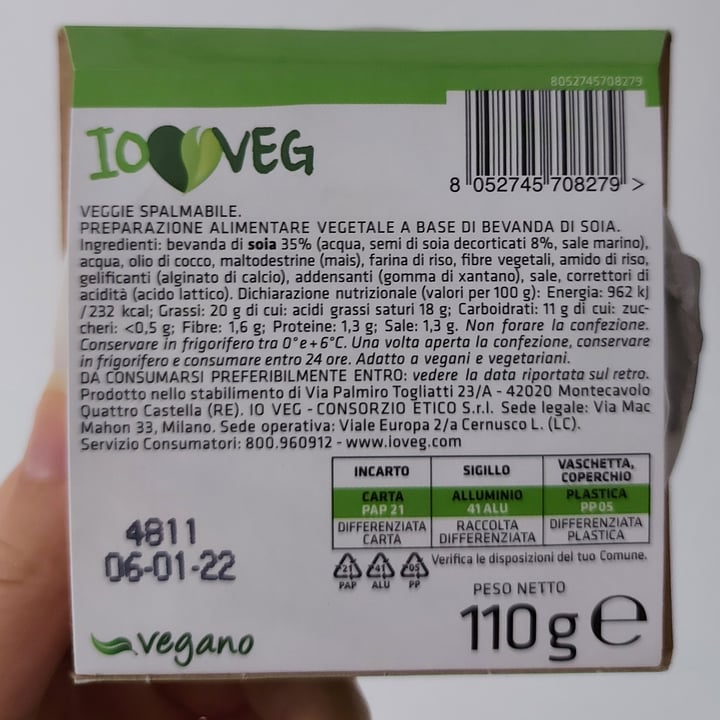 8052745708279
IO VEG
8 052745 708279 >
VEGGIE SPALMABILE.
PREPARAZIONE ALIMENTARE VEGETALE A BASE DI BEVANDA DI SOIA.
Ingredienti: bevanda di soia 35% (acqua, semi di soia decorticati 8%, sale marino),
acqua, olio di cocco, maltodestrine (mais), farina di riso, fibre vegetali, amido di riso,
gelificanti (alginato di calcio), addensanti (gomma di xantano), sale, correttori di
acidità (acido lattico). Dichiarazione nutrizionale (valori per 100 g): Energia: 962 kJ
/ 232 kcal; Grassi: 20 g di cui: acidi grassi saturi 18 g; Carboidrati: 11 g di cui: zuc-
cheri: <0,5 g; Fibre: 1,6 g; Proteine: 1,3 g; Sale: 1,3 g. Non forare la confezione.
Conservare in frigorifero tra 0°e+6°C. Una volta aperta la confezione, conservare
in frigorifero e consumare entro 24 ore. Adatto a vegani e vegetariani.
DA CONSUMARSI PREFERIBILMENTE ENTRO: vedere la data riportata sul retro.
Prodotto nello stabilimento di Via Palmiro Togliatti 23/A - 42020 Montecavolo
Quattro Castella (RE). IO VEG - CONSORZIO ETICO S.r.l. Sede legale: Via Mac
Mahon 33, Milano. Sede operativa: Viale Europa 2/a Cernusco L. (LC).
Servizio Consumatori: 800.960912 - www.ioveg.com
INCARTO SIGILLO VASCHETTA,
COPERCHIO
CARTA ALLUMINIO PLASTICA
PAP 21 41 ALU PP05
DIFFERENZIATA RACCOLTA DIFFERENZIATA
CARTA DIFFERENZIATA PLASTICA
21 41 05 Verifica le disposizioni del tuo Comune.
PAP ALU PP
4811
06-01-22
PESO NETTO
110 g e
vegano